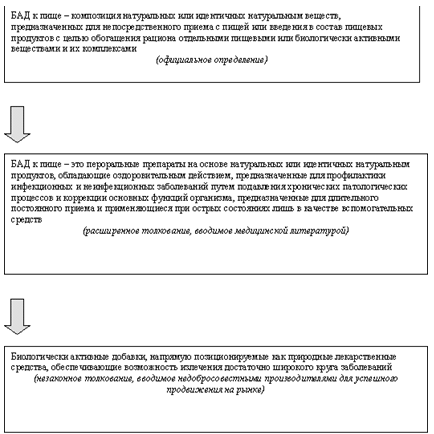 БАД к пище – композиция натуральных или идентичных натуральным веществ,
предназначенных для непосредственного приема с пищей или введения в состав пищевых
продуктов с целью обогащения рациона отдельными пищевыми или биологически активными
веществами и их комплексами
(официальное определение)
БАД к пище – это пероральные препараты на основе натуральных или идентичных натуральным
продуктов, обладающие оздоровительным действием, предназначенные для профилактики
инфекционных и неинфекционных заболеваний путем подавления хронических патологических
процессов и коррекции основных функций организма, предназначенные для длительного
постоянного приема и применяющиеся при острых состояниях лишь в качестве вспомогательных
средств
(расширенное толкование, вводимое медицинской литературой)
Биологически активные добавки, напрямую позиционируемые как природные лекарственные
средства, обеспечивающие возможность излечения достаточно широкого круга заболеваний
(незаконное толкование, вводимое недобросовестными производителями для успешного
продвижения на рынке)